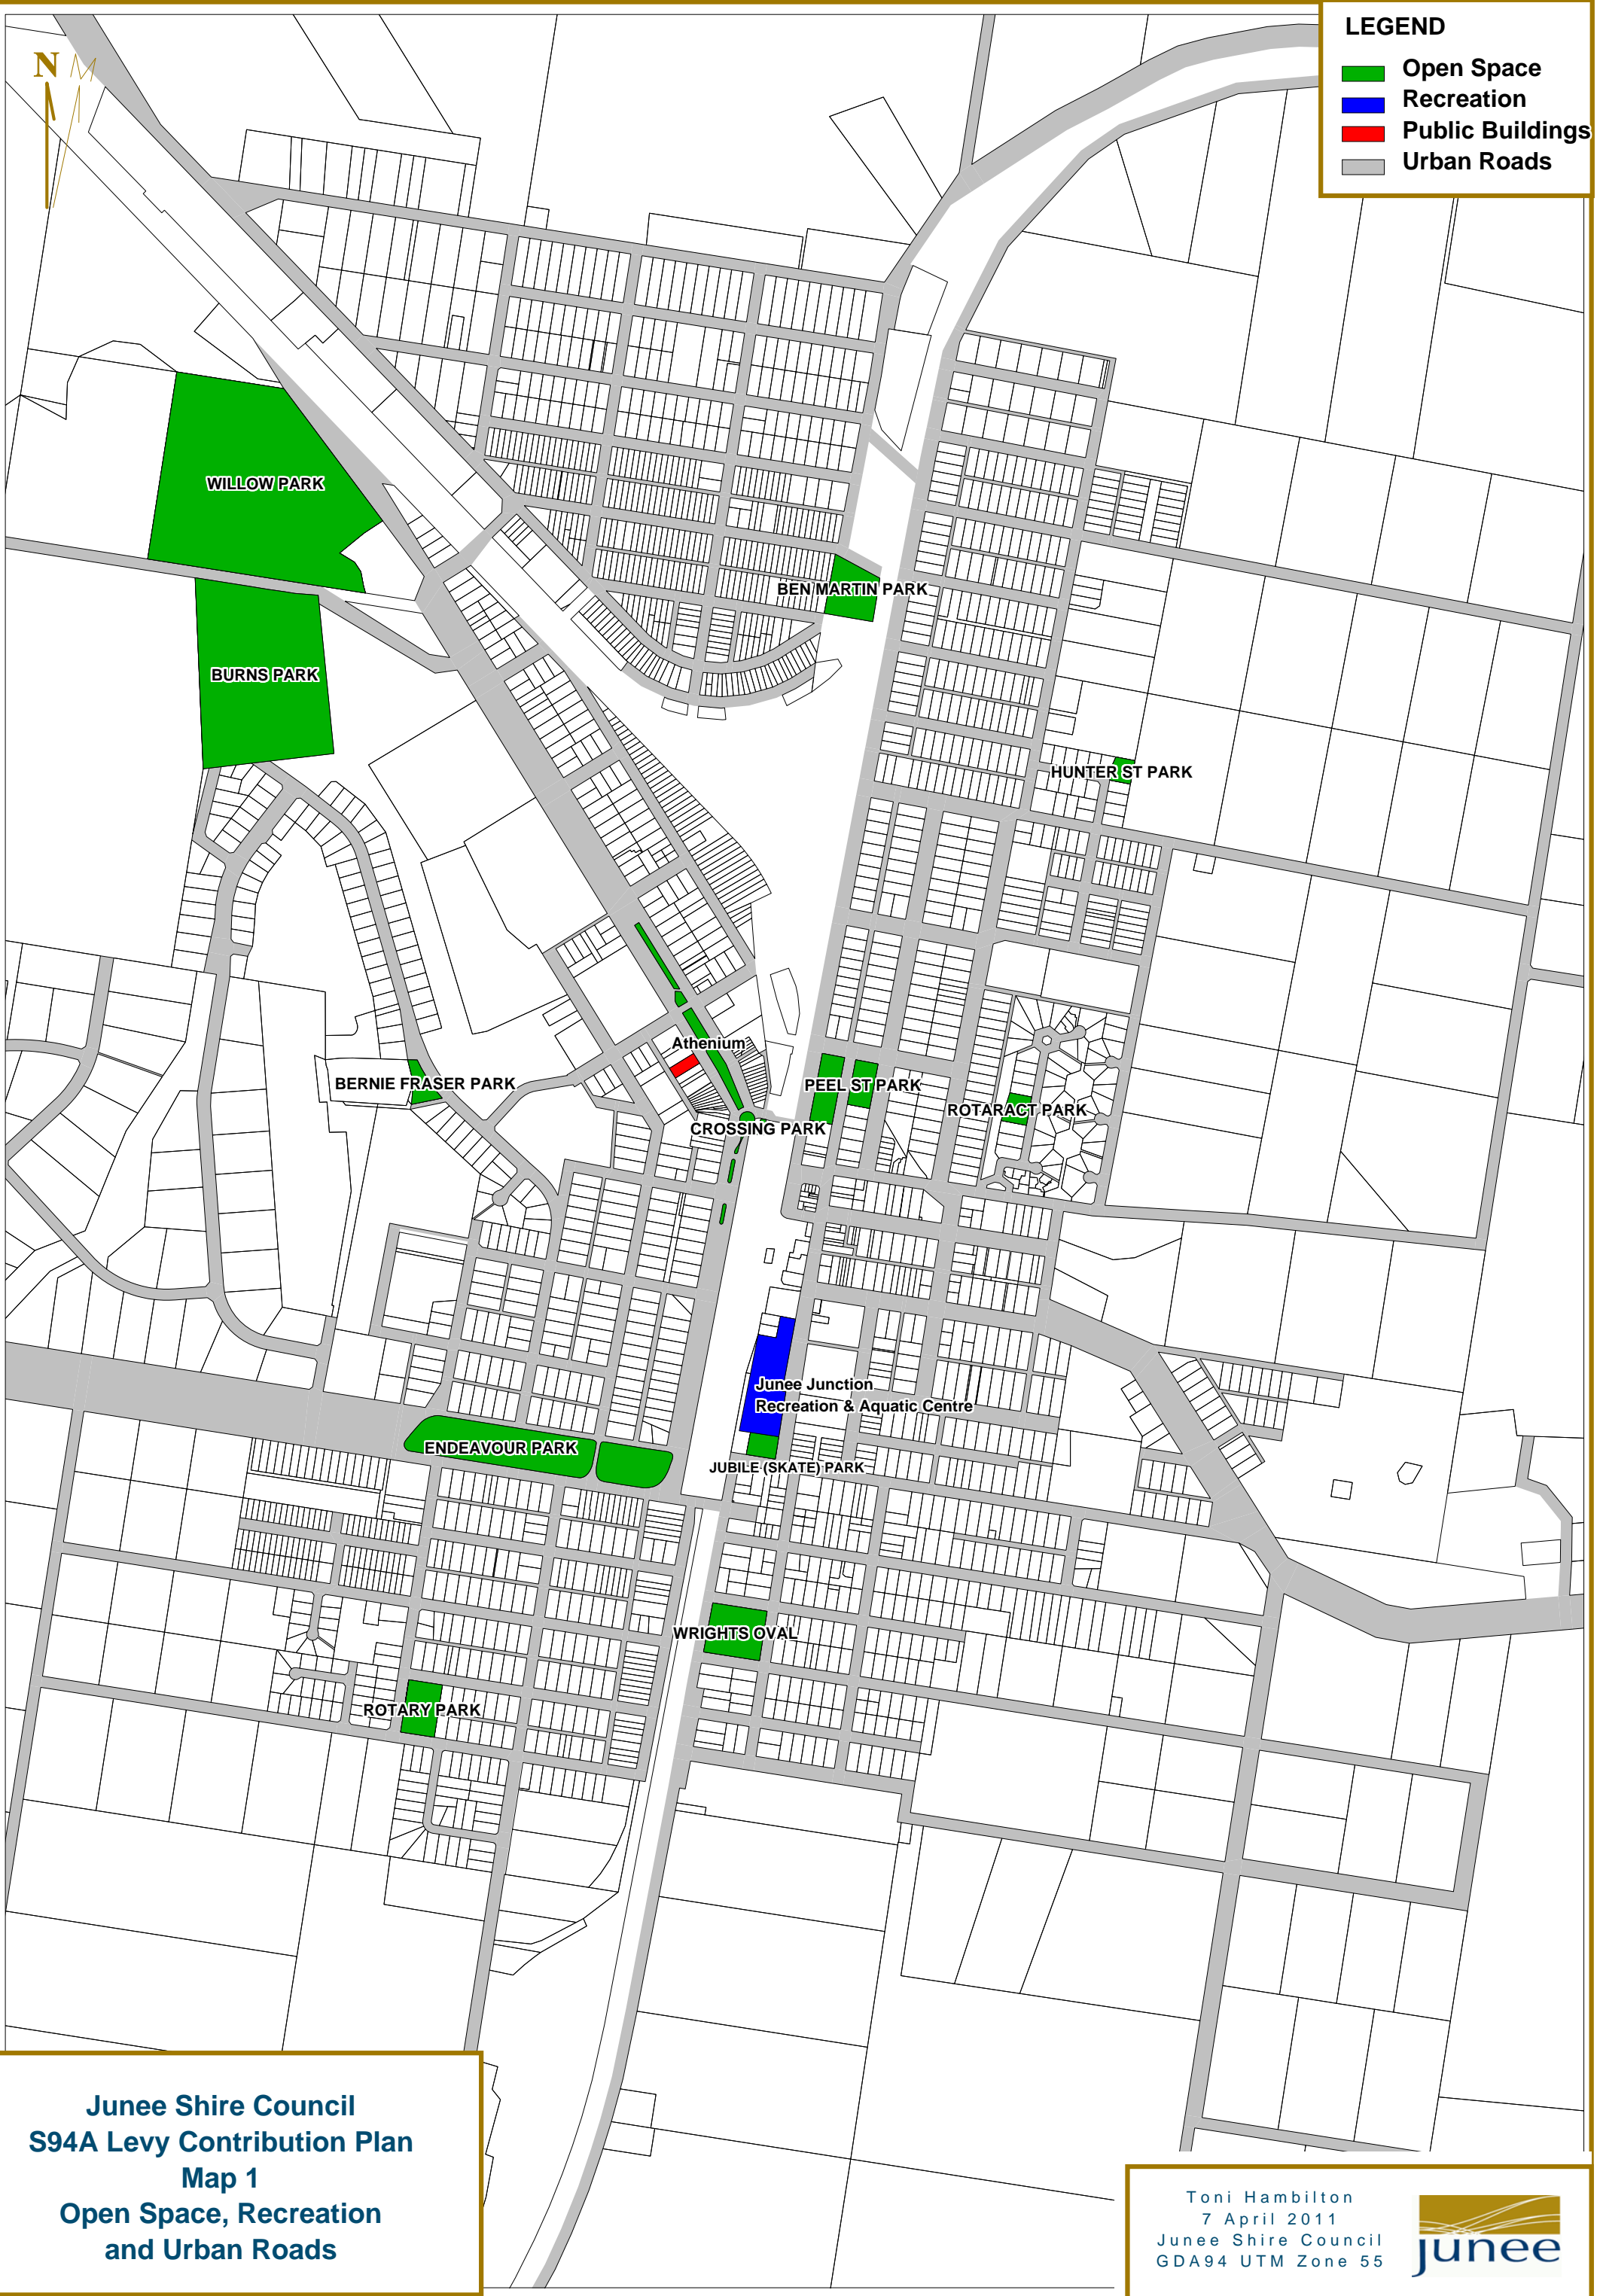 LEGEND
Open Space
Recreation
Public Buildings
Urban Roads
N M
WILLOW PARK
BEN MARTIN PARK
BURNS PARK
HUNTER ST PARK
Athenium
BERNIE FRASER PARK
PEEL ST PARK
ROTARACT PARK
CROSSING PARK
Junee Junction
Recreation & Aquatic Centre
ENDEAVOUR PARK
JUBILE (SKATE) PARK
WRIGHTS OVAL
ROTARY PARK
Junee Shire Council
S94A Levy Contribution Plan
Map 1
Open Space, Recreation
and Urban Roads
Toni Hambilton
7 April 2011
Junee Shire Council
GDA94 UTM Zone 55
junee